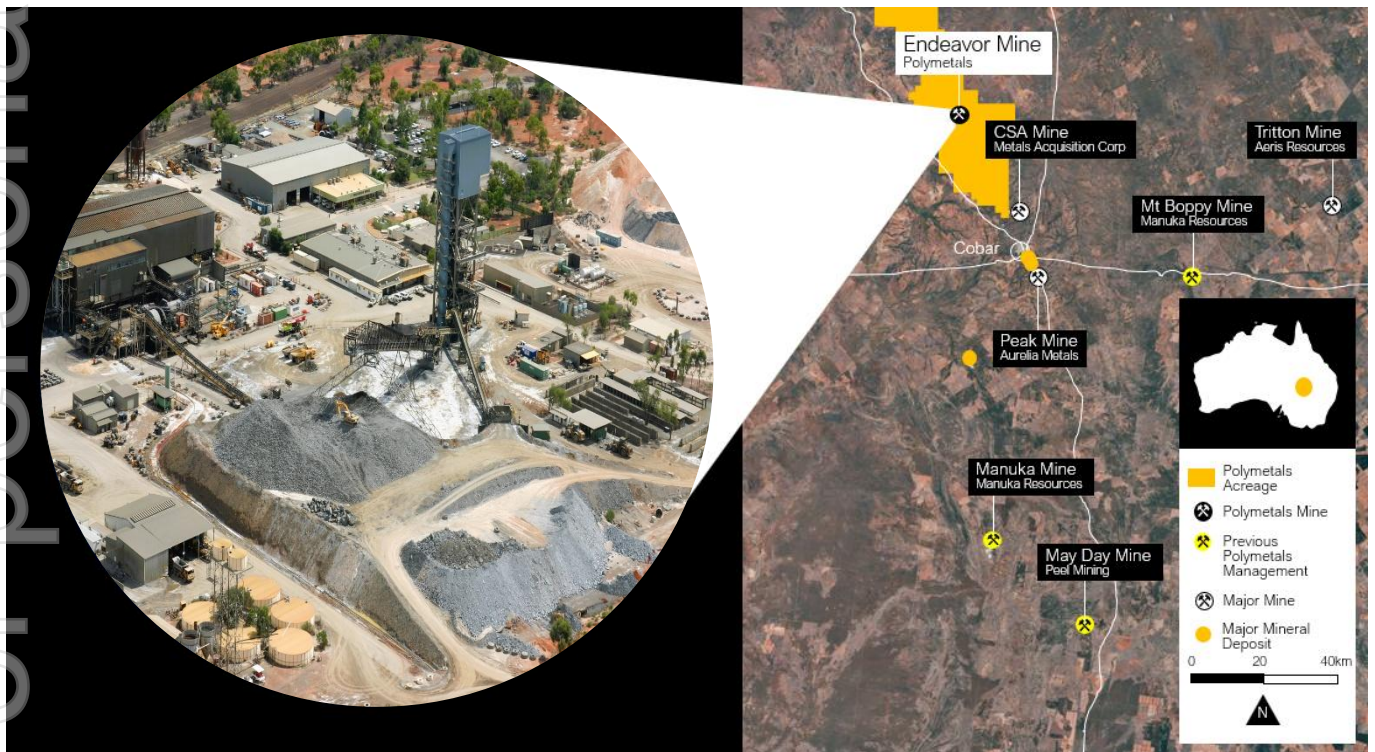 Endeavor Mine
Polymetals
CSA Mine
Metals Acquisition Corp
Tritton Mine
Aeris Resources
Mt Boppy Mine
Manuka Resources
Cobar
Peak Mine
Aurelia Metals
Manuka Mine
Manuka Resources
May Day Mine
Peel Mining
Polymetals
Acreage
Polymetals Mine
Previous
Polymetals
Management
Major Mine
Major Mineral
Deposit
0 20 40km
N